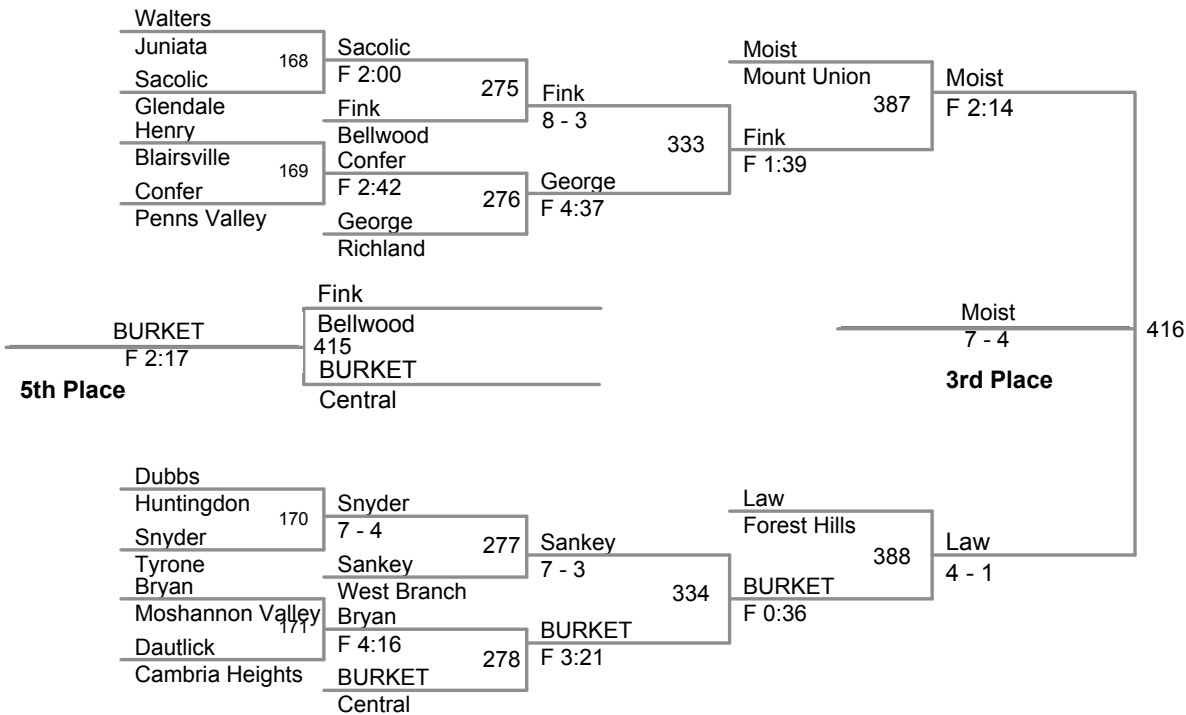 Walters
Juniata
168
Sacolic
Glendale
Sacolic
F 2:00
275
Fink
Bellwood
Henry
Blairsville
169
Confer
Penns Valley
Confer
F 2:42
276
George
Richland
Fink
8 - 3
333
George
F 4:37
Moist
Mount Union
387
Fink
F 1:39
Moist
F 2:14
Fink
Bellwood
415
BURKET
Central
BURKET
F 2:17
5th Place
Moist
7 - 4
416
3rd Place
Dubbs
Huntingdon
170
Snyder
Tyrone
Snyder
7 - 4
277
Sankey
West Branch
Bryan
Moshannon Valley
171
Dautlick
Cambria Heights
Bryan
F 4:16
278
BURKET
Central
Sankey
7 - 3
334
BURKET
F 3:21
Law
Forest Hills
388
BURKET
F 0:36
Law
4 - 1